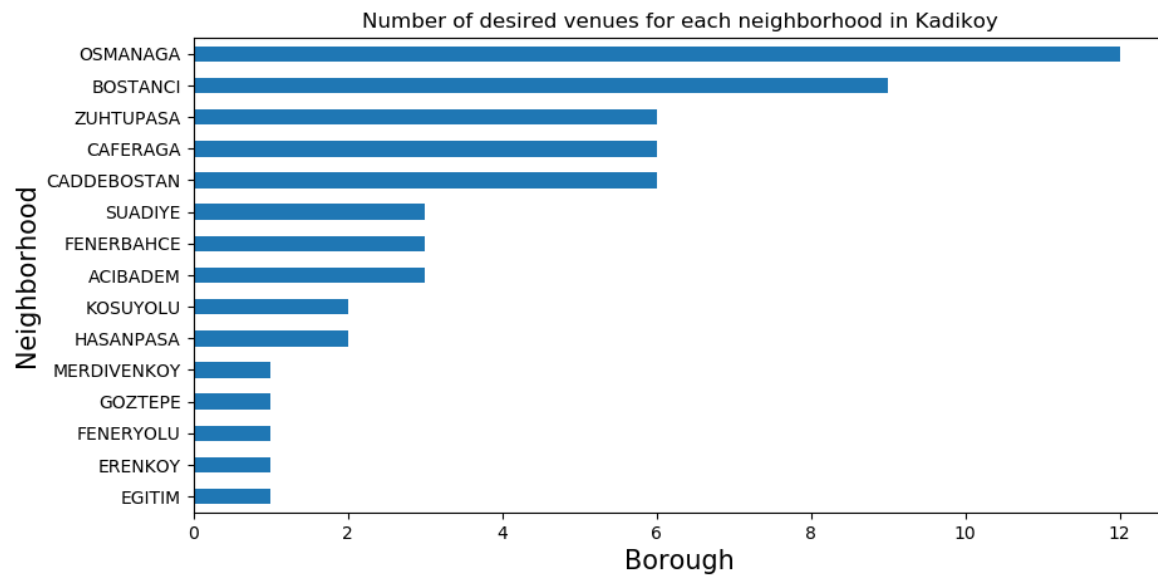 Number of desired venues for each neighborhood in Kadikoy
OSMANAGA
BOSTANCI
ZUHTUPASA
CAFERAGA
CADDEBOSTAN
SUADIYE
FENERBAHCE
ACIBADEM
KOSUYOLU
HASANPASA
MERDIVENKOY
GOZTEPE
FENERYOLU
ERENKOY
EGITIM
Neighborhood
0 2 4 6 8 10 12
Borough